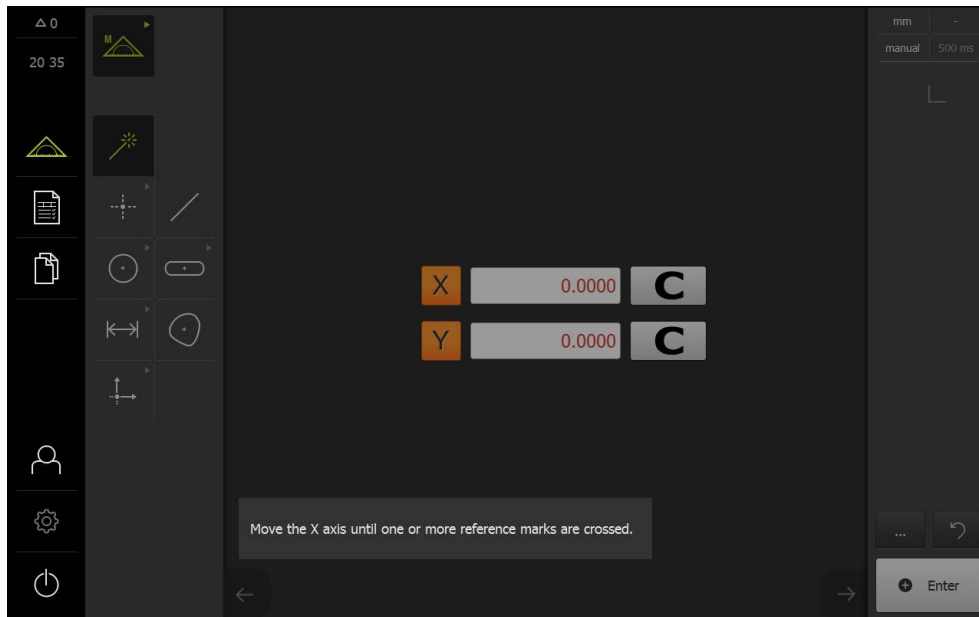 △ 0
20 35
M
mm -
manual 500 ms
X 0.0000 C
Y 0.0000 C
Move the X axis until one or more reference marks are crossed.
...
Enter